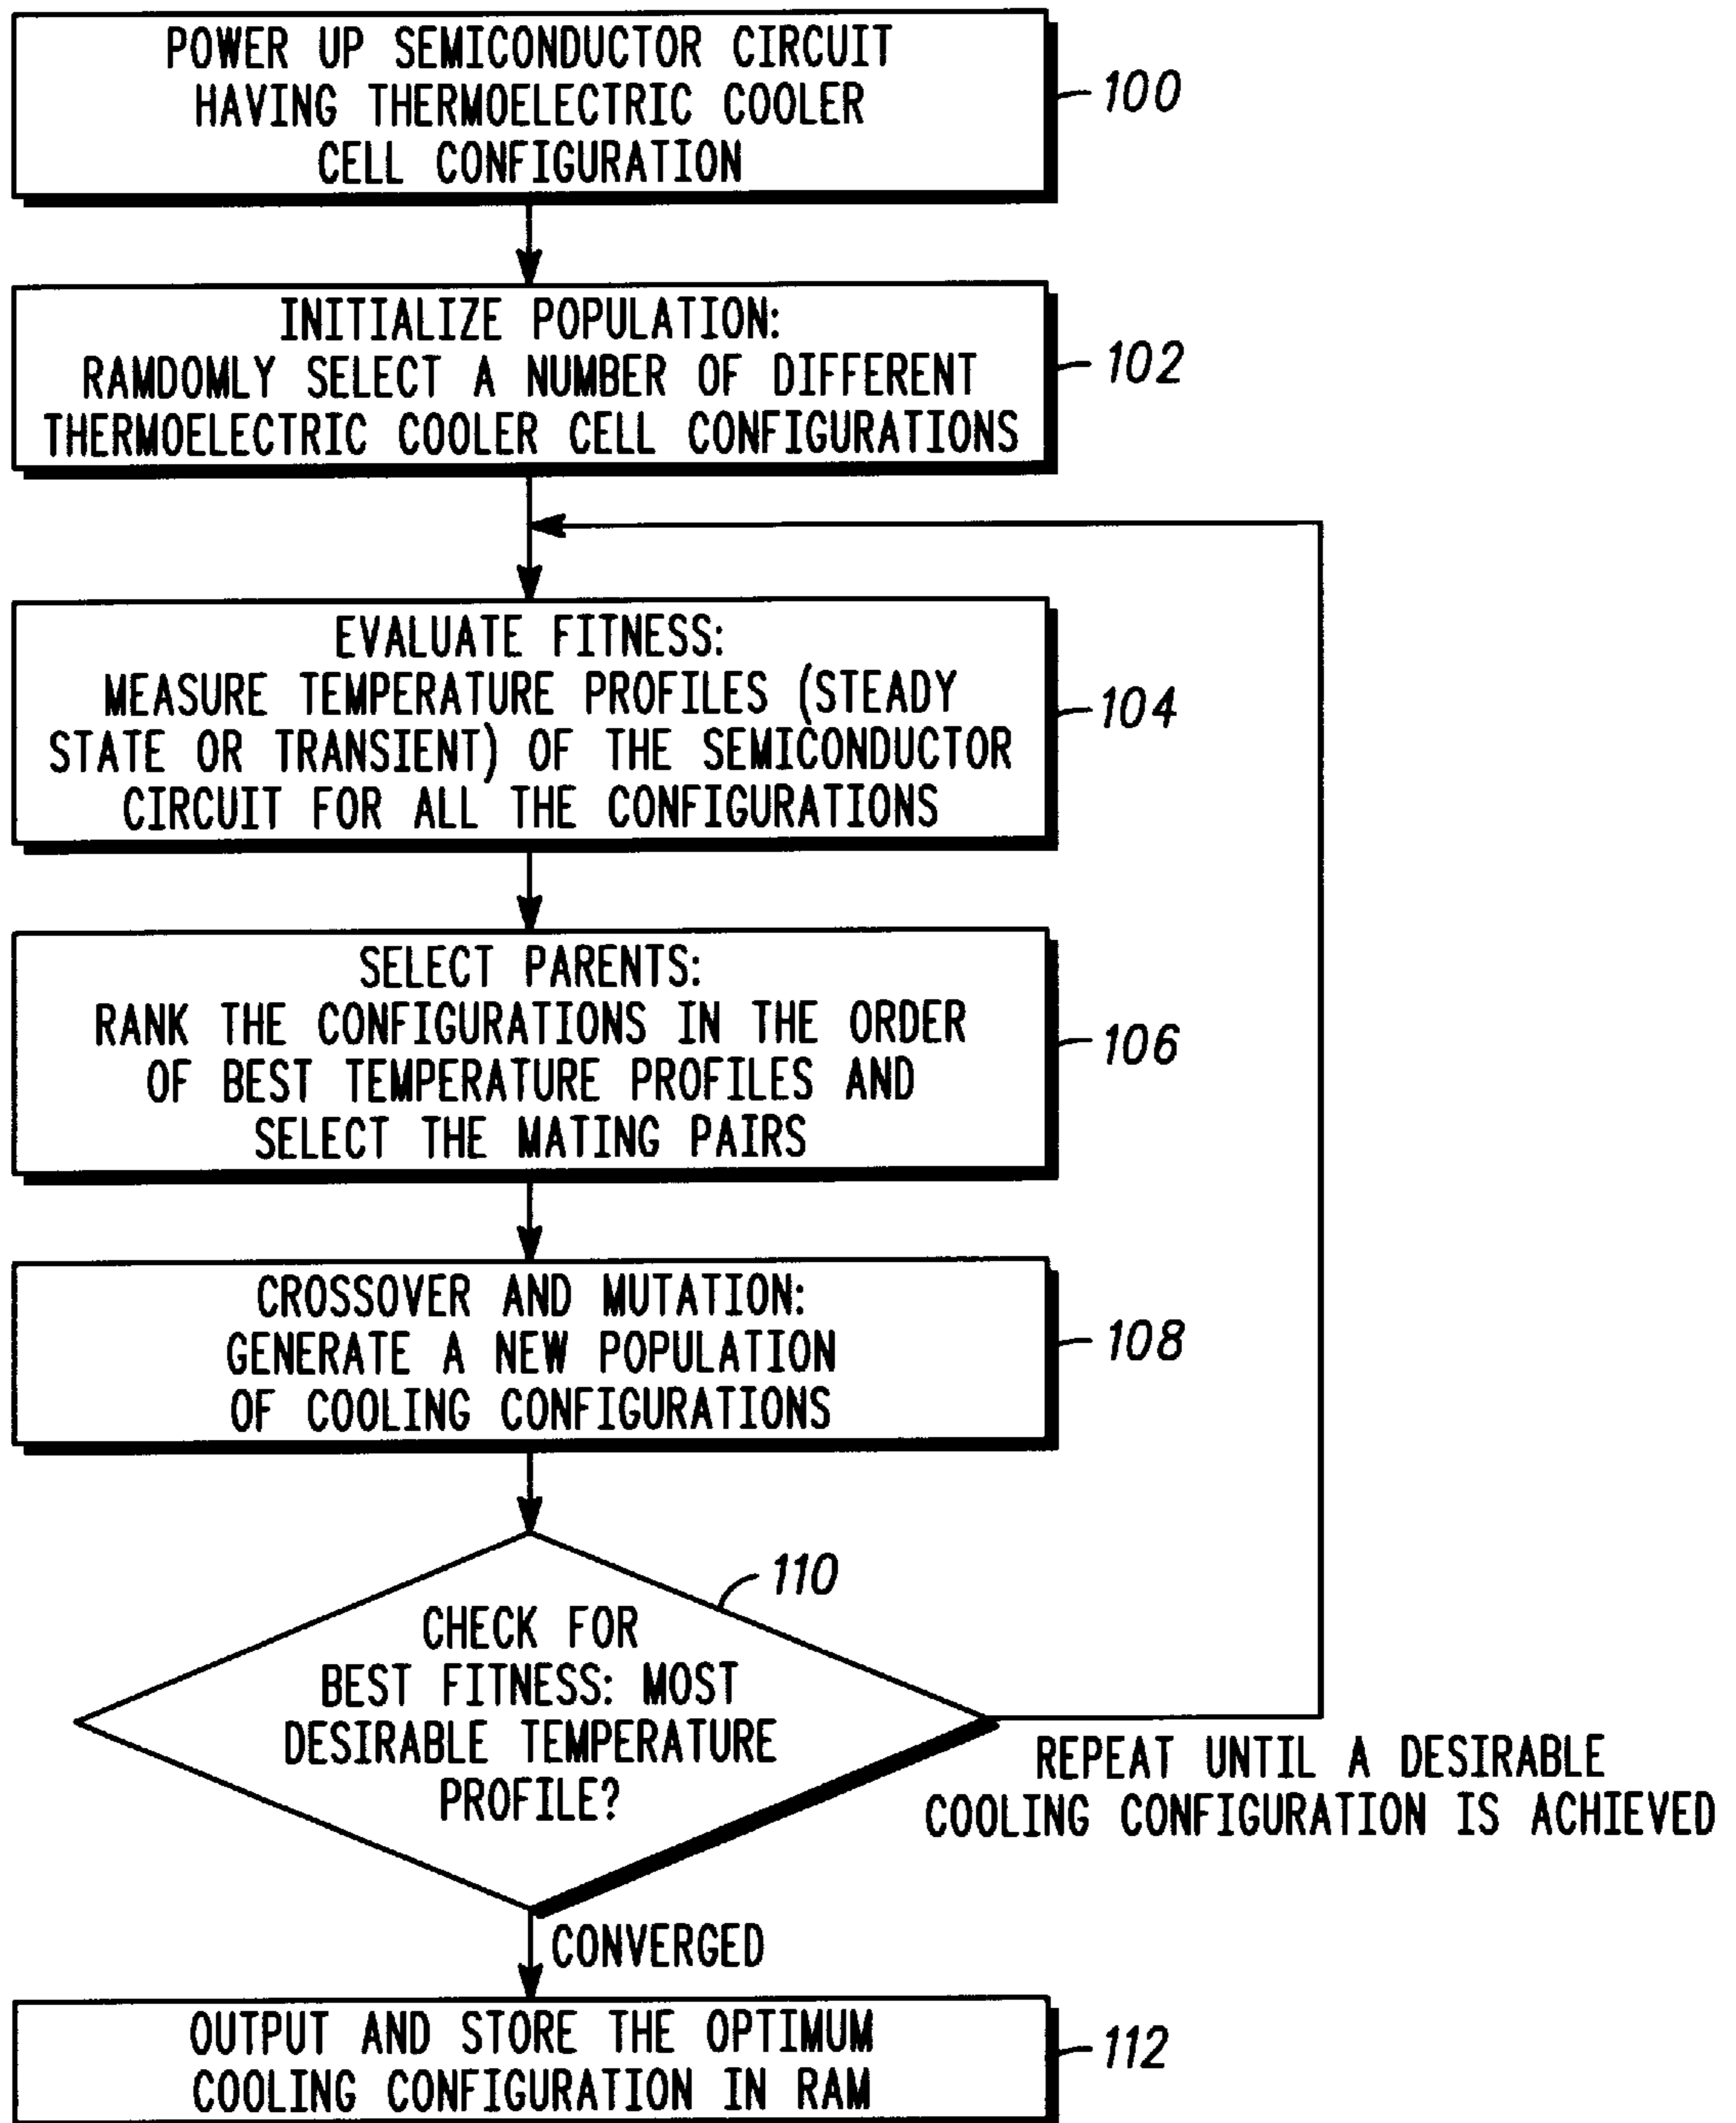 POWER UP SEMICONDUCTOR CIRCUIT
HAVING THERMOELECTRIC COOLER
CELL CONFIGURATION
100
INITIALIZE POPULATION:
RAMDOMLY SELECT A NUMBER OF DIFFERENT
THERMOELECTRIC COOLER CELL CONFIGURATIONS
102
EVALUATE FITNESS:
MEASURE TEMPERATURE PROFILES (STEADY
STATE OR TRANSIENT) OF THE SEMICONDUCTOR
CIRCUIT FOR ALL THE CONFIGURATIONS
104
SELECT PARENTS:
RANK THE CONFIGURATIONS IN THE ORDER
OF BEST TEMPERATURE PROFILES AND
SELECT THE MATING PAIRS
106
CROSSOVER AND MUTATION:
GENERATE A NEW POPULATION
OF COOLING CONFIGURATIONS
108
110
CHECK FOR
BEST FITNESS: MOST
DESIRABLE TEMPERATURE
PROFILE?
REPEAT UNTIL A DESIRABLE
COOLING CONFIGURATION IS ACHIEVED
CONVERGED
OUTPUT AND STORE THE OPTIMUM
COOLING CONFIGURATION IN RAM
112